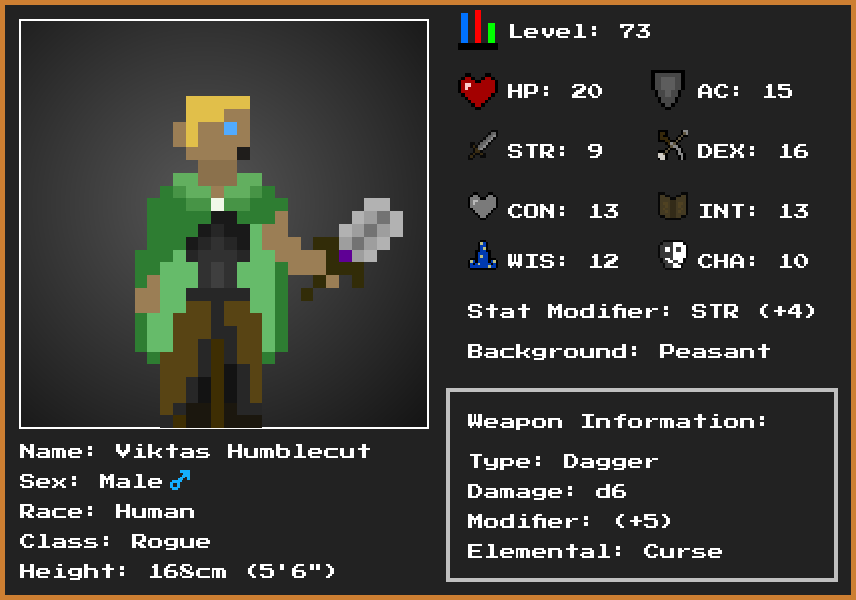 Level: 73
HP: 20 AC: 15
STR: 9 DEX: 16
CON: 13 INT: 13
WIS: 12 CHA: 10
Stat Modifier: STR (+4)
Background: Peasant
Weapon Information:
Type: Dagger
Damage: d6
Modifier: (+5)
Elemental: Curse
Name: Viktas Humblecut
Sex: Male ♂
Race: Human
Class: Rogue
Height: 168cm (5'6")